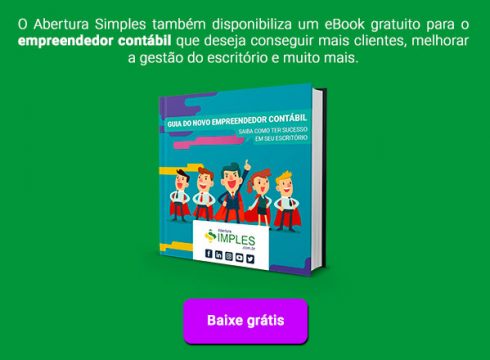 O Abertura Simples também disponibiliza um eBook gratuito para o
empreendedor contábil que deseja conseguir mais clientes, melhorar
a gestão do escritório e muito mais.
GUIA DO NOVO EMPREENDEDOR CONTÁBIL
SAIBA COMO TER SUCESSO
EM SEU ESCRITÓRIO
Abertura
SIMPLES
.com.br
Baixe grátis